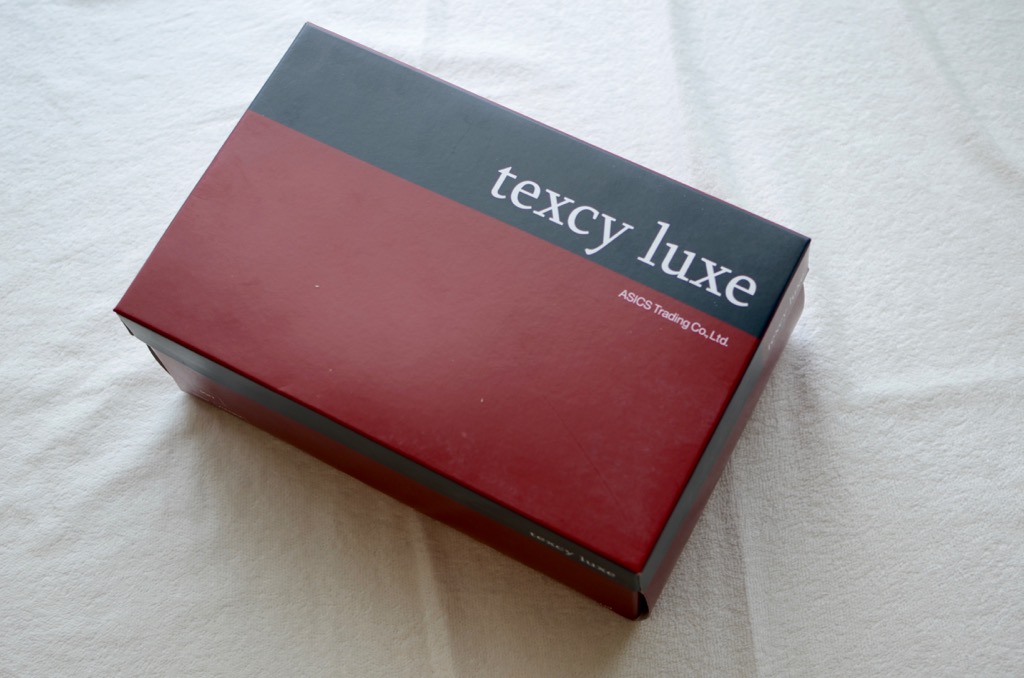 texcy luxe
ASICS Trading Co.,Ltd.
texcy luxe